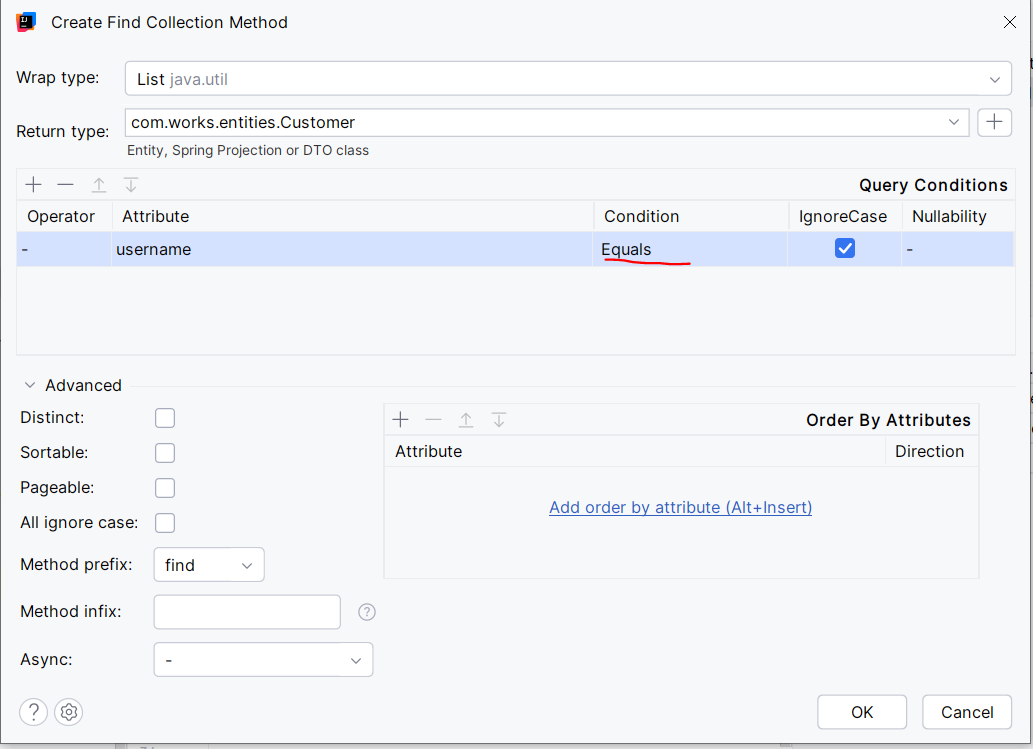 Create Find Collection Method
Wrap type: List java.util
Return type: com.works.entities.Customer
Entity, Spring Projection or DTO class
Query Conditions
Operator Attribute Condition IgnoreCase Nullability
- username Equals -
Advanced
Distinct:
Sortable:
Pageable:
All ignore case:
Method prefix: find
Method infix:
Async: -
Order By Attributes
Attribute Direction
Add order by attribute (Alt+Insert)
OK Cancel